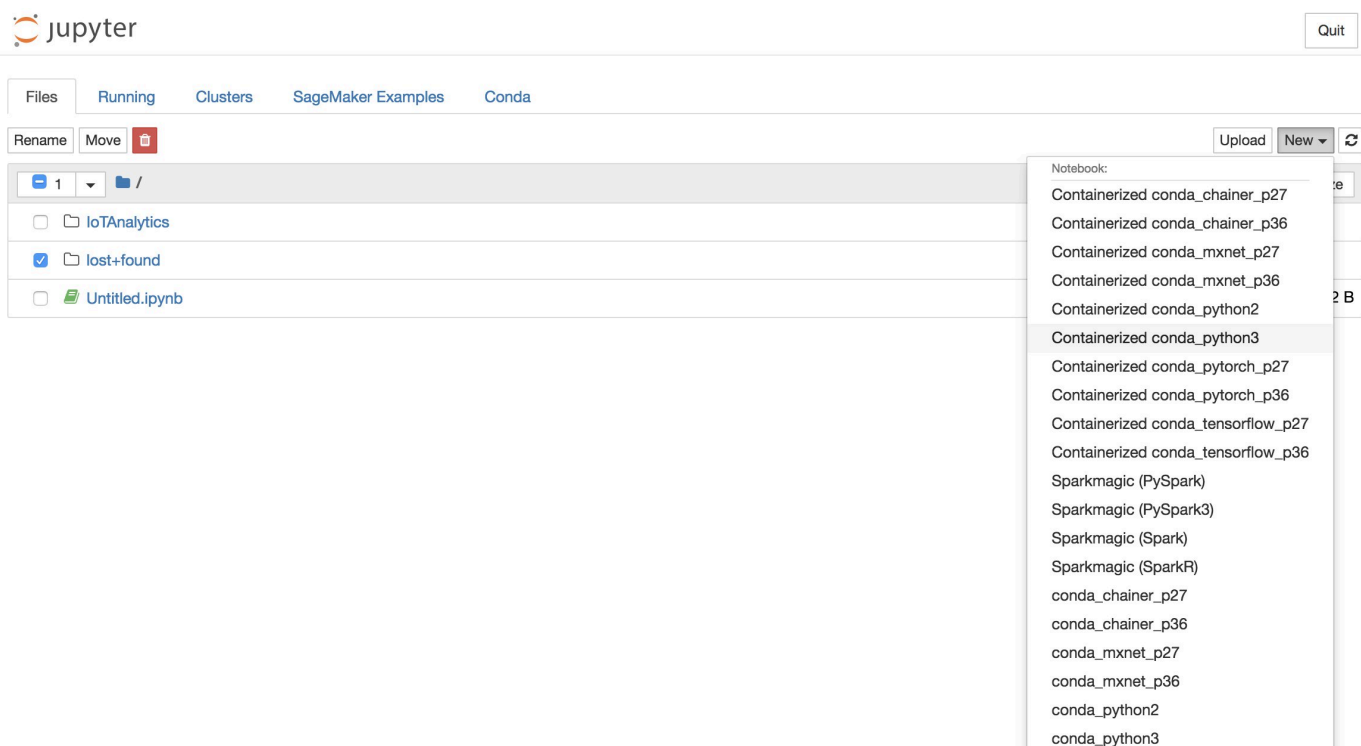 jupyter
Quit
Files Running Clusters SageMaker Examples Conda
Rename Move Upload New
1 /
IoTAnalytics
lost+found
Untitled.ipynb
2 B
Notebook:
Containerized conda_chainer_p27
Containerized conda_chainer_p36
Containerized conda_mxnet_p27
Containerized conda_mxnet_p36
Containerized conda_python2
Containerized conda_python3
Containerized conda_pytorch_p27
Containerized conda_pytorch_p36
Containerized conda_tensorflow_p27
Containerized conda_tensorflow_p36
Sparkmagic (PySpark)
Sparkmagic (PySpark3)
Sparkmagic (Spark)
Sparkmagic (SparkR)
conda_chainer_p27
conda_chainer_p36
conda_mxnet_p27
conda_mxnet_p36
conda_python2
conda_python3